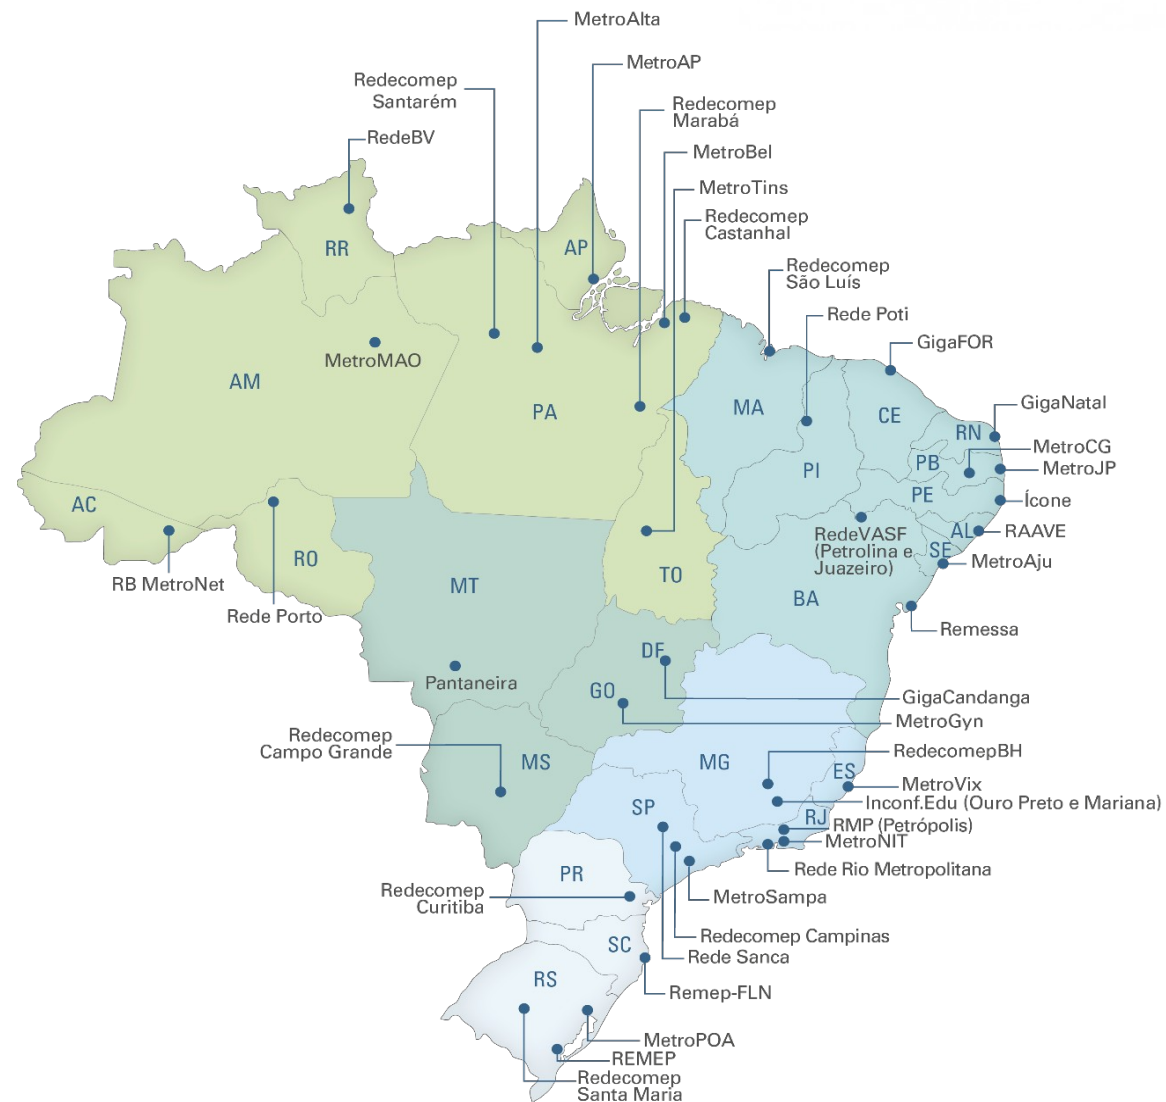 MetroAlta
MetroAP
Redecomep
Santarém
Redecomep
Marabá
RedeBV
MetroBel
MetroTins
Redecomep
Castanhal
RR
AP
Redecomep
São Luís
Rede Poti
GigaFOR
MetroMAO
AM
PA
MA
CE
GigaNatal
RN
MetroCG
PB
MetroJP
PI
PE
Ícone
AC
RedeVASF
(Petrolina e
Juazeiro)
AL
RAAVE
SE
MetroAju
RO
RB MetroNet
MT
TO
BA
Rede Porto
Remessa
DF
Pantaneira
GO
GigaCandanga
MetroGyn
Redecomep
Campo Grande
MS
MG
RedecomepBH
ES
MetroVix
Inconf.Edu (Ouro Preto e Mariana)
SP
RJ
RMP (Petrópolis)
MetroNIT
PR
Rede Rio Metropolitana
Redecomep
Curitiba
MetroSampa
Redecomep Campinas
SC
Rede Sanca
RS
Remep-FLN
MetroPOA
REMEP
Redecomep
Santa Maria